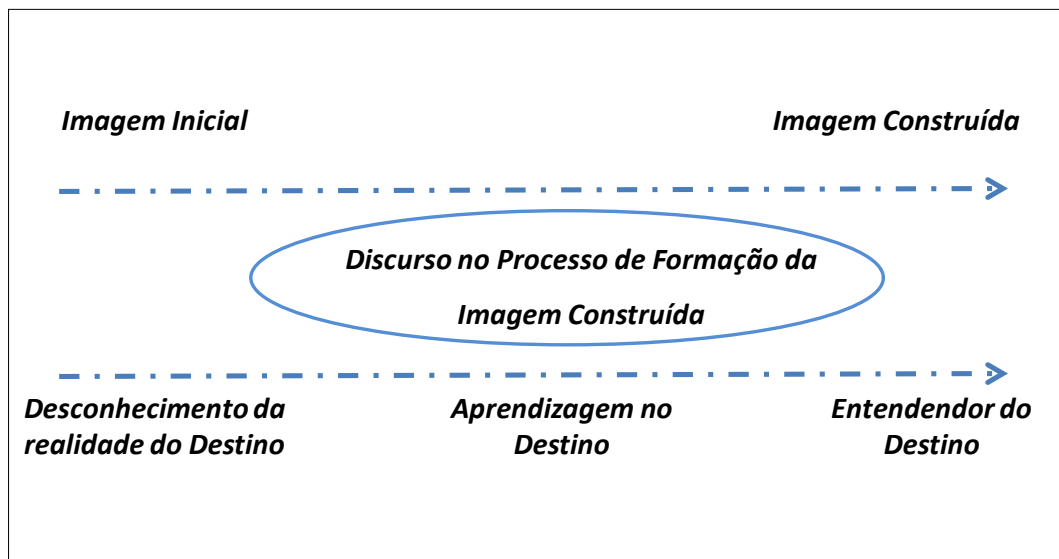 Imagem Inicial
Imagem Construída
Discurso no Processo de Formação da
Imagem Construída
Desconhecimento da
realidade do Destino
Aprendizagem no
Destino
Entendendor do
Destino